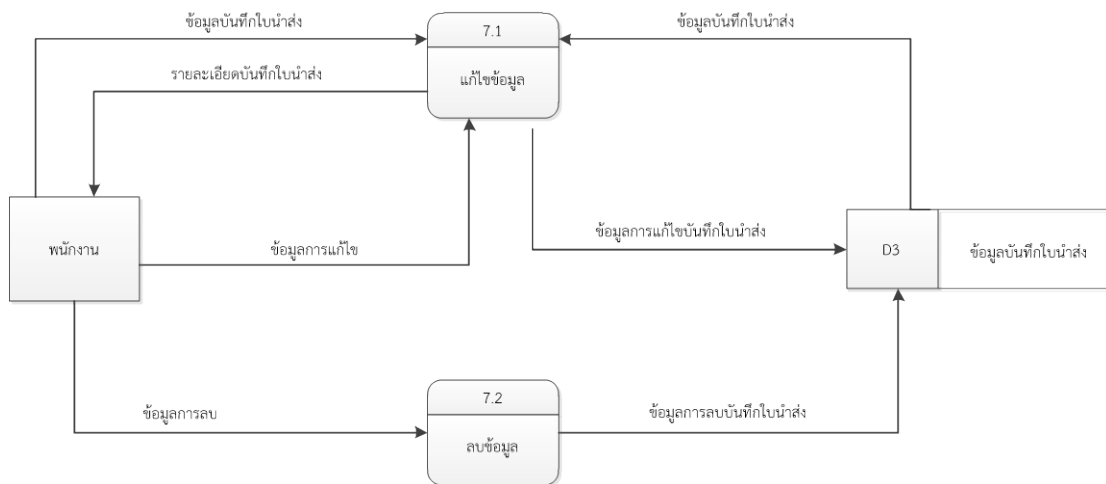 ข้อมูลบันทึกใบนำส่ง
7.1
ข้อมูลบันทึกใบนำส่ง
รายละเอียดบันทึกใบนำส่ง
แก้ไขข้อมูล
พนักงาน
ข้อมูลการแก้ไข
ข้อมูลการแก้ไขบันทึกใบนำส่ง
D3
ข้อมูลบันทึกใบนำส่ง
ข้อมูลการลบ
7.2
ข้อมูลการลบบันทึกใบนำส่ง
ลบข้อมูล